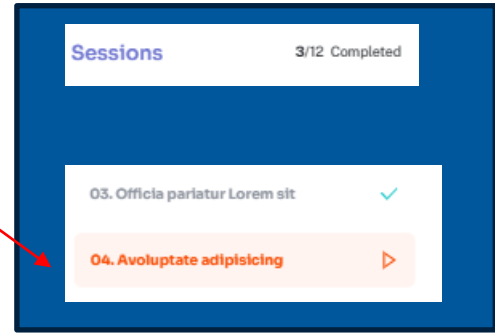 Sessions 3/12 Completed
03. Officia pariatur Lorem sit
04. Avoluptate adipisicing